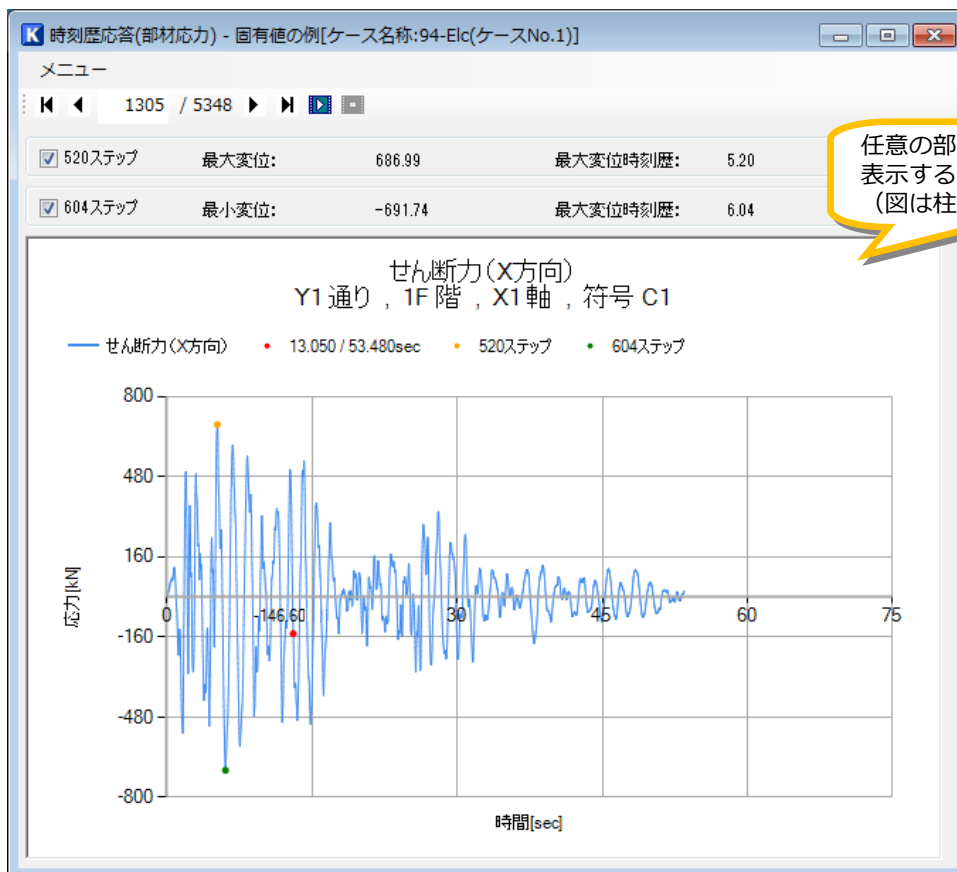 K 時刻歴応答(部材応力) - 固有値の例[ケース名称:94-Elc(ケースNo.1)]
メニュー
1305 / 5348
520ステップ 最大変位: 686.99 最大変位時刻歴: 5.20
604ステップ 最小変位: -691.74 最大変位時刻歴: 6.04
任意の部
表示する
(図は柱
せん断力(X方向)
Y1 通り , 1F 階 , X1 軸 , 符号 C1
せん断力(X方向) 13.050 / 53.480sec 520ステップ 604ステップ
800
480
160
-160
-480
-800
応力[kN]
0 -146.60 30 45 60 75
時間[sec]